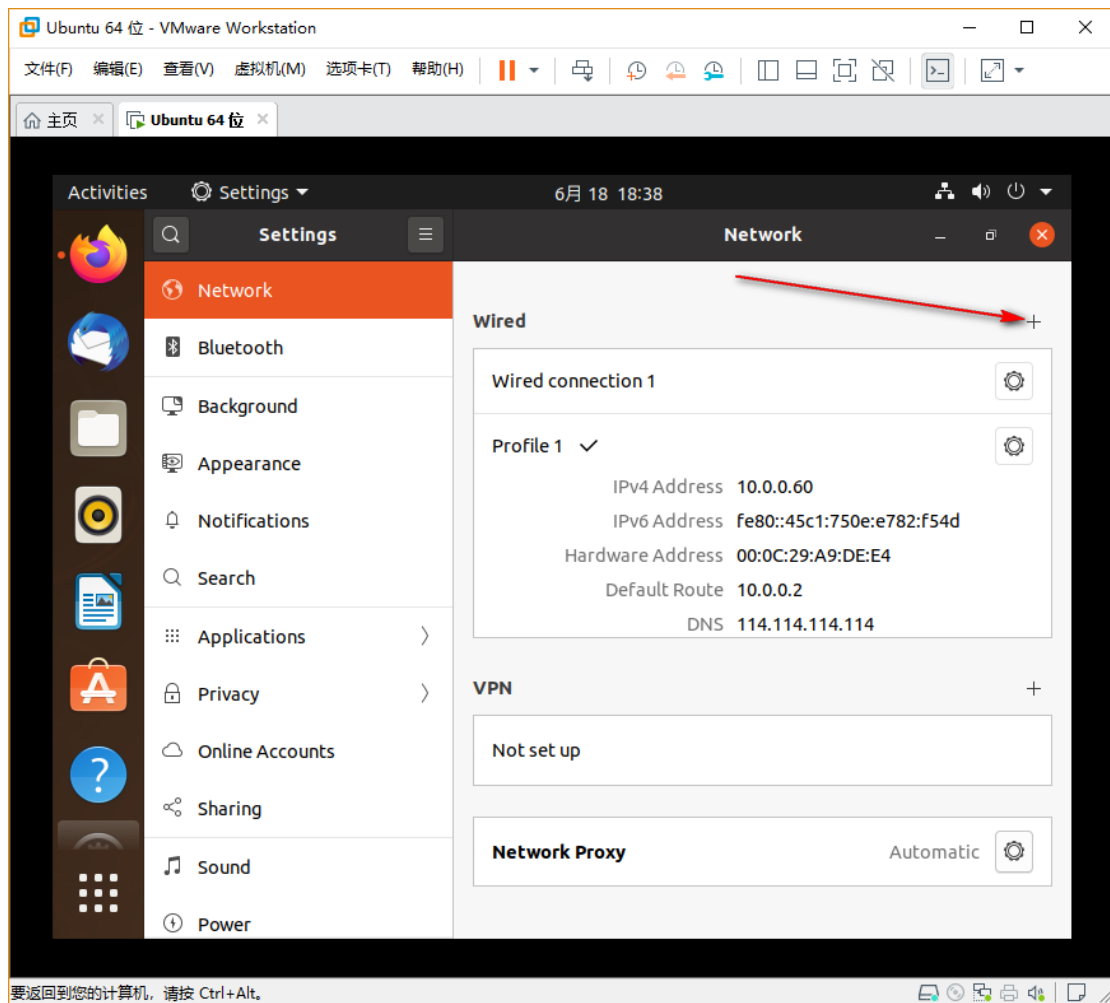 Ubuntu 64 位 - VMware Workstation
文件(F) 编辑(E) 查看(V) 虚拟机(M) 选项卡(T) 帮助(H)
主页 Ubuntu 64 位
Activities Settings 6月 18 18:38
Settings Network
Network
Bluetooth
Background
Appearance
Notifications
Search
Applications
Privacy
Online Accounts
Sharing
Sound
Power
Wired
Wired connection 1
Profile 1
IPv4 Address 10.0.0.60
IPv6 Address fe80::45c1:750e:e782:f54d
Hardware Address 00:0C:29:A9:DE:E4
Default Route 10.0.0.2
DNS 114.114.114.114
VPN
Not set up
Network Proxy Automatic
要返回到您的计算机，请按 Ctrl+Alt。